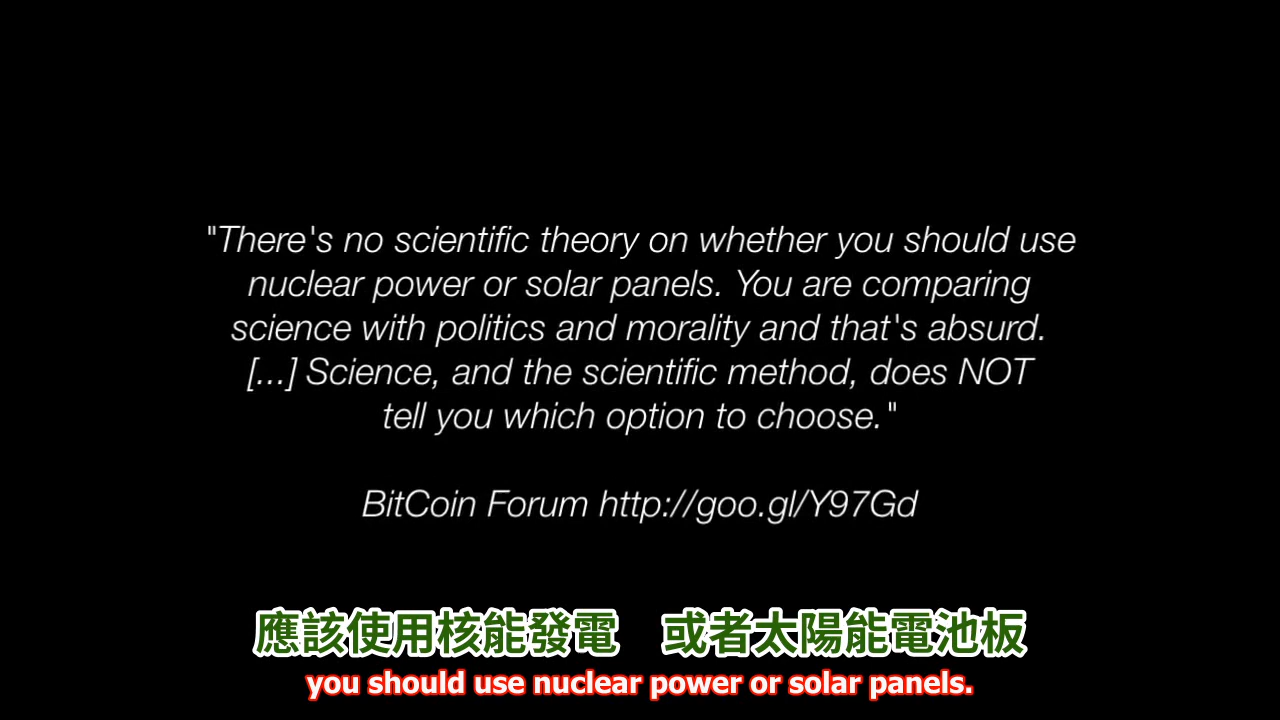 "There's no scientific theory on whether you should use
nuclear power or solar panels. You are comparing
science with politics and morality and that's absurd.
[...] Science, and the scientific method, does NOT
tell you which option to choose."
BitCoin Forum http://goo.gl/Y97Gd
應該使用核能發電 或者太陽能電池板
you should use nuclear power or solar panels.